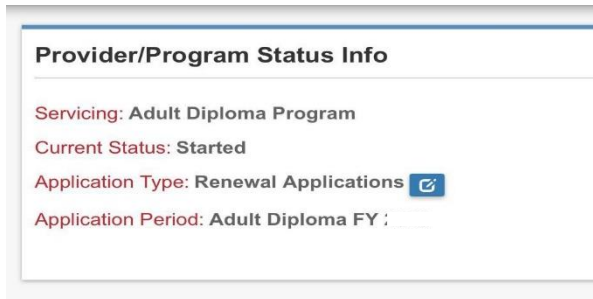 Provider/Program Status Info
Servicing: Adult Diploma Program
Current Status: Started
Application Type: Renewal Applications
Application Period: Adult Diploma FY